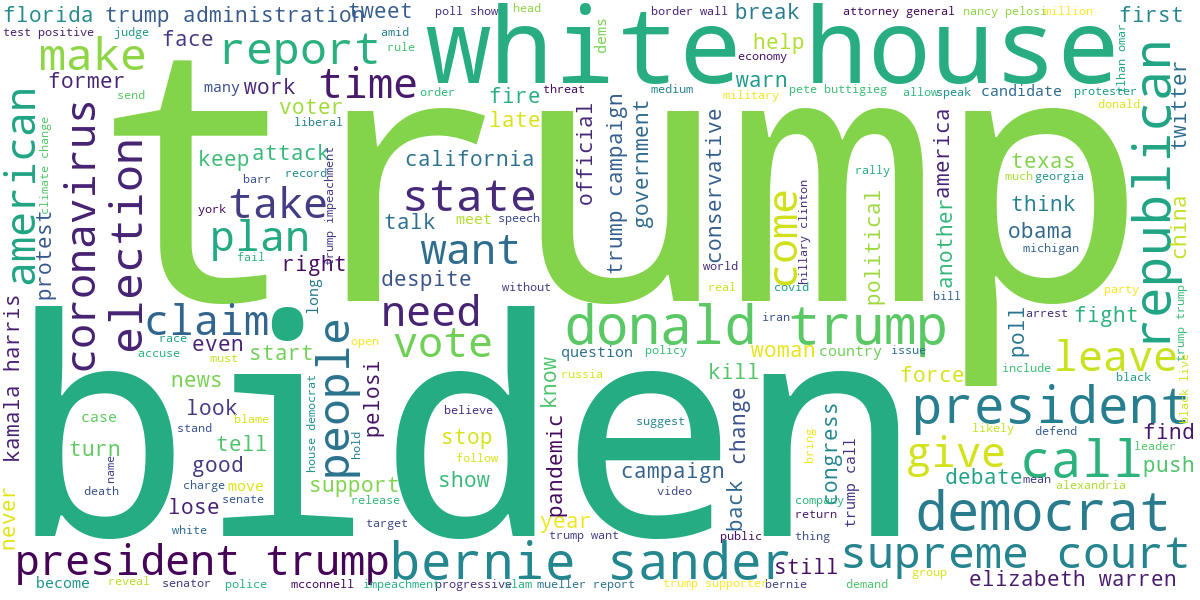 florida
trump administration
tweet
poll show
head
border wall
break
attorney general
nancy pelosi
million
first
test positive
judge
make
face
report
amid
rule
dems
white house
help
economy
ilhan omar
former
many
work
time
warn
pete buttigieg
allow
speak
candidate
protester
twitter
american
send
voter
order
fire
threat
medium
military
donald
climate change
coronavirus
election
liberal
late
official
trump campaign
government
conservative
america
republican
trump
keep
attack
california
rally
texas
barr
record
trump impeachment
state
come
hillary clinton
political
another
much
georgia
york
take
meet
speech
think
plan
talk
want
obama
china
fail
right
despite
world
michigan
protest
long
without
real
covid
bill
party
kamala harris
claim
need
donald trump
iran
poll
arrest
fight
trump trump
race
even
people
vote
accuse
start
open
question
policy
woman
country
issue
leave
must
include
news
pelosi
know
russia
kill
force
black
black live
biden
look
house democrat
believe
president
case
stand
blame
hold
suggest
back change
congress
bring
likely
defend
find
turn
tell
stop
pandemic
trump call
give
call
leader
name
good
follow
campaign
debate
mean
push
death
charge
move
support
show
video
alexandria
never
lose
senate
release
company
democrat
white
target
year
public
return
trump want
thing
president trump
bernie sander
still
supreme court
become
reveal
senator
police
mcconnell
impeachmen
progressive
slam
mueller report
trump supporter
bernie
demand
group
elizabeth warren